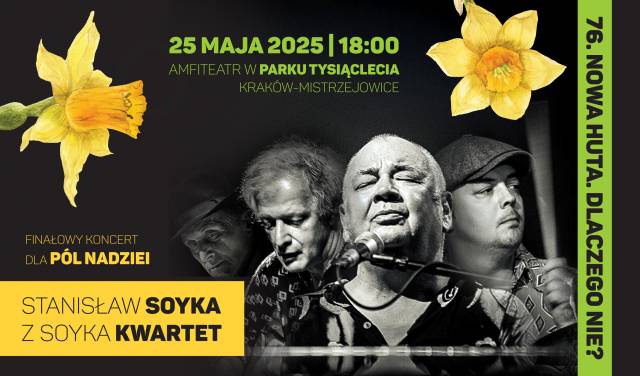 25 MAJA 2025 | 18:00
AMFITEATR W PARKU TYSIĄCLECIA
KRAKÓW-MISTRZEJOWICE
FINAŁOWY KONCERT
DLA PÓL NADZIEI
STANISŁAW SOYKA
Z SOYKA KWARTET
76. NOWA HUTA. DLACZEGO NIE?